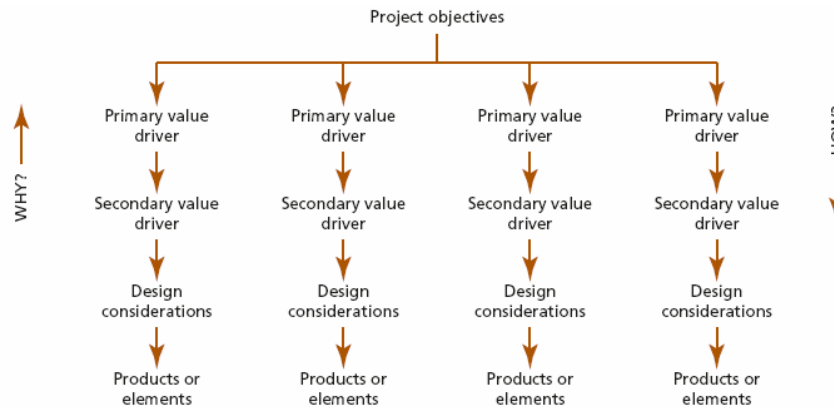 Project objectives
Primary value
driver
Primary value
driver
Primary value
driver
Primary value
driver
WHY?
Secondary value
driver
Secondary value
driver
Secondary value
driver
Secondary value
driver
Design
considerations
Design
considerations
Design
considerations
Design
considerations
Products or
elements
Products or
elements
Products or
elements
Products or
elements